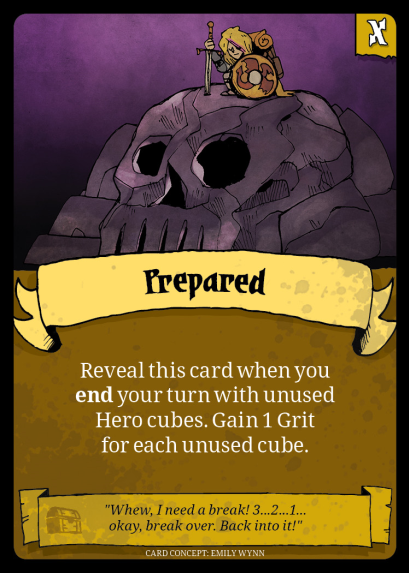 X
Prepared
Reveal this card when you
end your turn with unused
Hero cubes. Gain 1 Grit
for each unused cube.
"Whew, I need a break! 3...2...1...
okay, break over. Back into it!"
CARD CONCEPT: EMILY WYNN